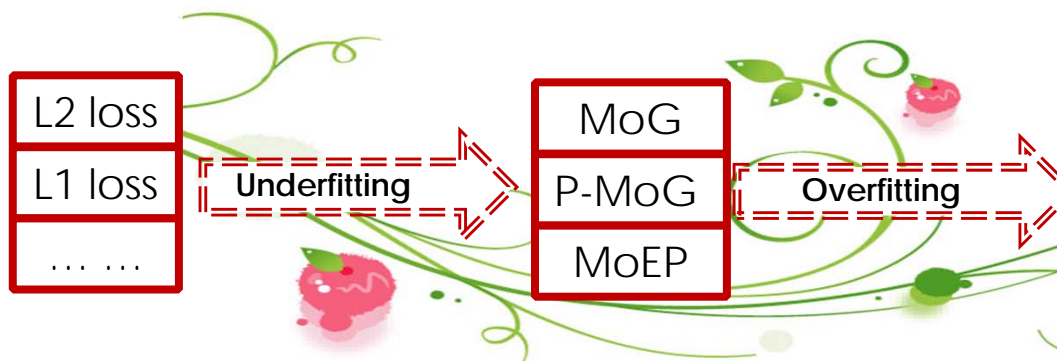 L2 loss
L1 loss
... ...
Underfitting
MoG
P-MoG
MoEP
Overfitting